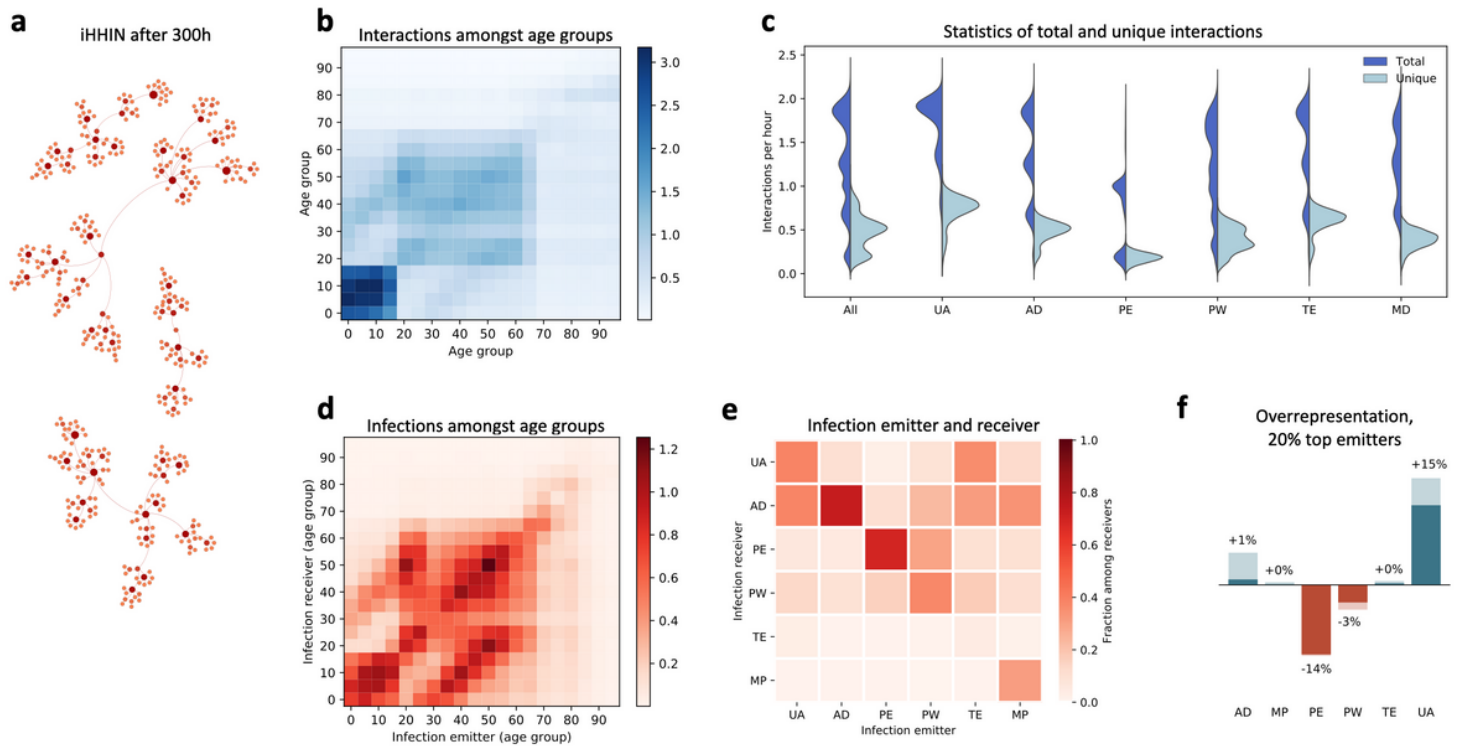 a
iHHIN after 300h
b
Interactions amongst age groups
Age group
90
80
70
60
50
40
30
20
10
0
0 10 20 30 40 50 60 70 80 90
Age group
3.0
2.5
2.0
1.5
1.0
0.5
c
Statistics of total and unique interactions
Total
Unique
Interactions per hour
2.5
2.0
1.5
1.0
0.5
0.0
All UA AD PE PW TE MD
d
Infections amongst age groups
Infection receiver (age group)
90
80
70
60
50
40
30
20
10
0
0 10 20 30 40 50 60 70 80 90
Infection emitter (age group)
1.2
1.0
0.8
0.6
0.4
0.2
e
Infection emitter and receiver
Infection receiver
UA
AD
PE
PW
TE
MP
UA AD PE PW TE MP
Infection emitter
1.0
0.8
0.6
0.4
0.2
0.0
Fraction among receivers
f
Overrepresentation,
20% top emitters
+15%
+1%
+0%
+0%
-3%
-14%
AD MP PE PW TE UA